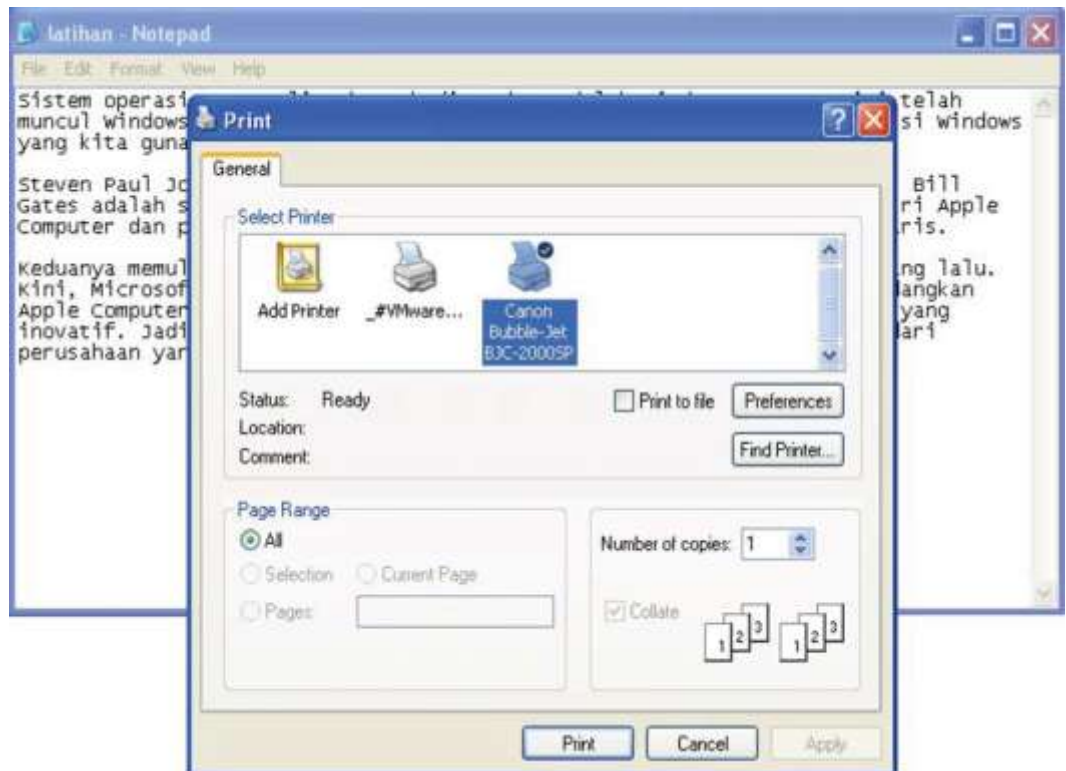 latihan - Notepad
File Edit Format View Help
Sistem operasi telah
muncul Windows si Windows
yang kita guna
Steven Paul Jo Bill
Gates adalah s ri Apple
Computer dan p ris.
Keduanya memul ng lalu.
Kini, Microsof dangkan
Apple Computer yang
inovatif. Jadi dari
perusahaan yan
Print
General
Select Printer
Add Printer
_#VMware...
Canon
Bubble-Jet
BJC-2000SP
Status: Ready
Print to file
Preferences
Location:
Comment:
Find Printer...
Page Range
All
Selection Current Page
Pages:
Number of copies: 1
Collate
1 2 3 1 2 3
Print Cancel Apply